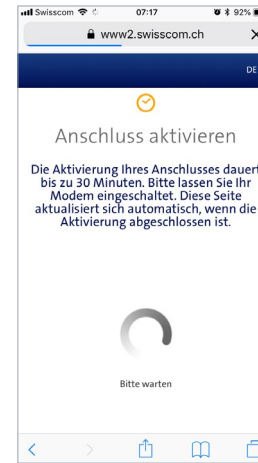 Swisscom 07:17 92%
www2.swisscom.ch
DE
Anschluss aktivieren
Die Aktivierung Ihres Anschlusses dauert
bis zu 30 Minuten. Bitte lassen Sie Ihr
Modem eingeschaltet. Diese Seite
aktualisiert sich automatisch, wenn die
Aktivierung abgeschlossen ist.
Bitte warten